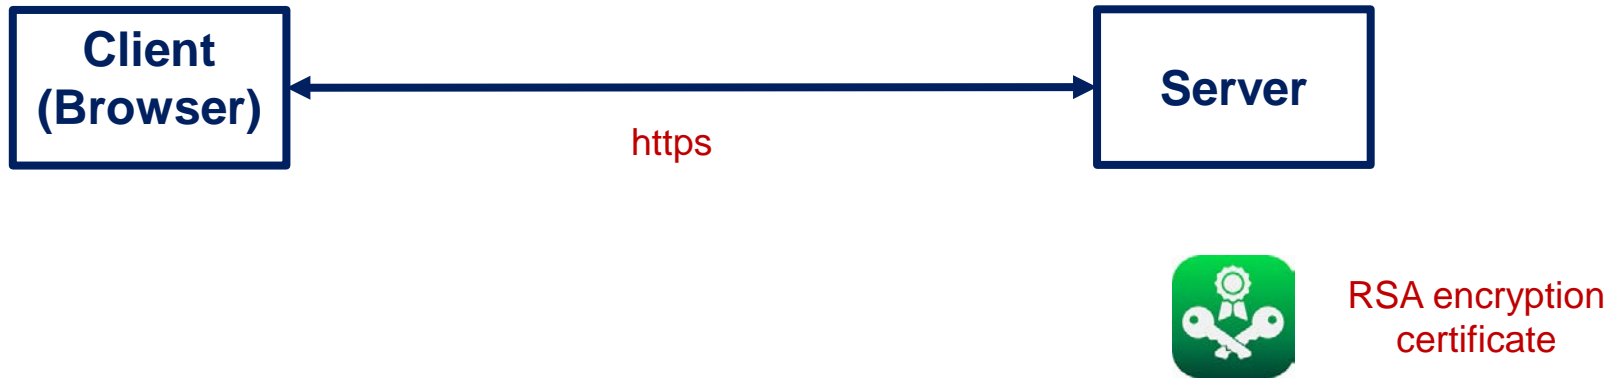 Client
(Browser)
Server
https
RSA encryption
certificate